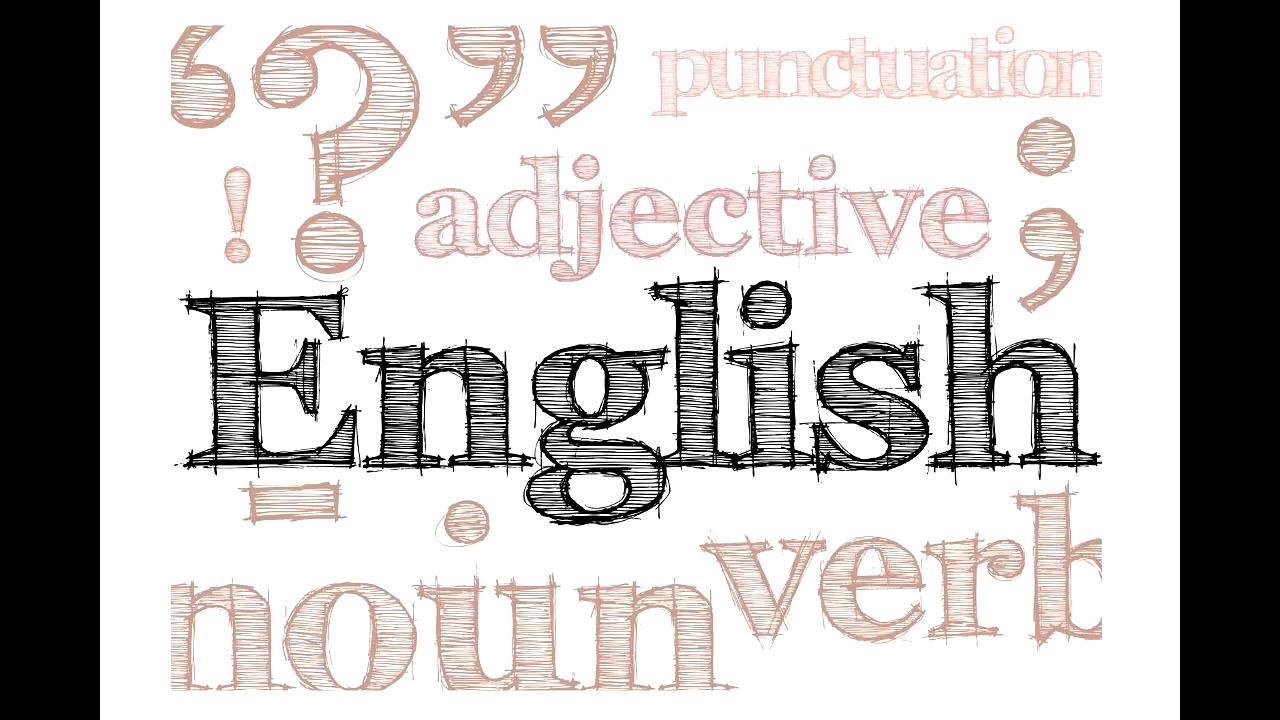 ‘ ? ” punctuation
! adjective ;
English
- .
noun verb